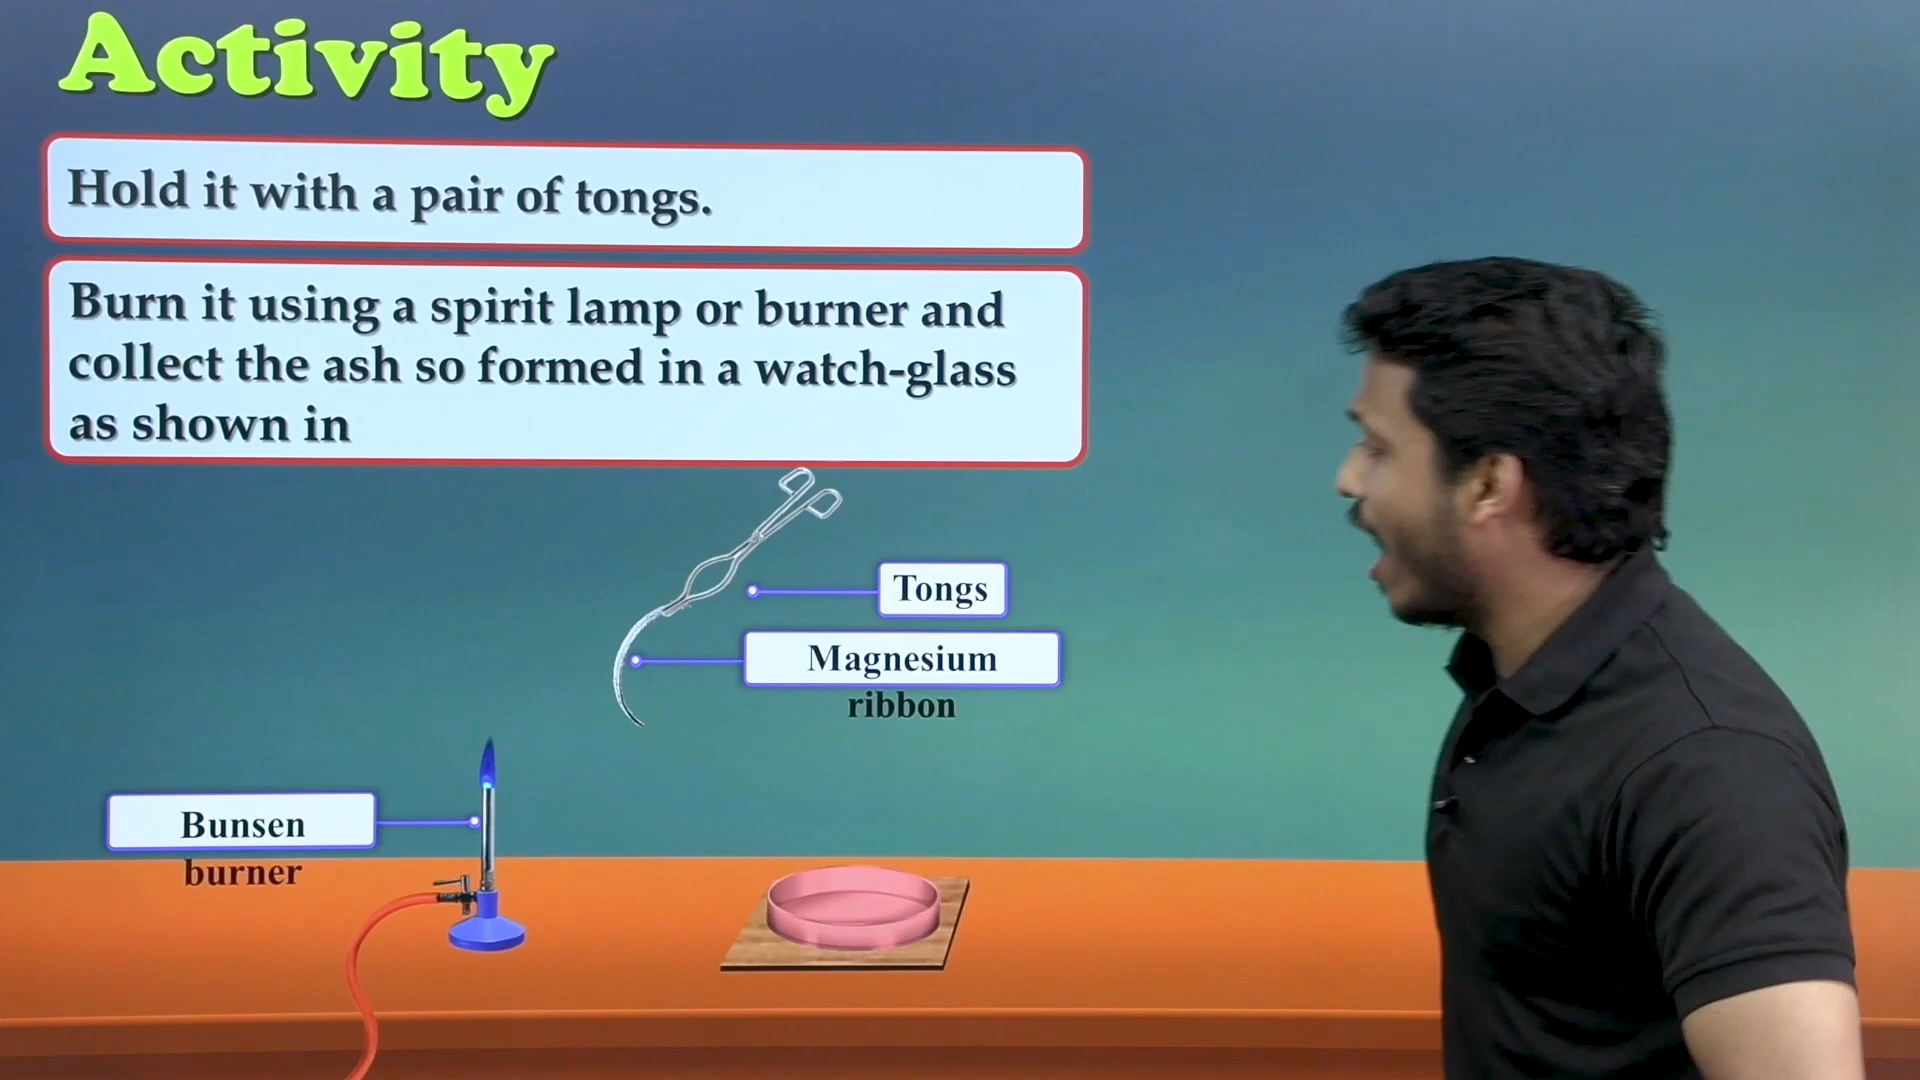 Activity
Hold it with a pair of tongs.
Burn it using a spirit lamp or burner and
collect the ash so formed in a watch-glass
as shown in
Tongs
Magnesium
ribbon
Bunsen
burner